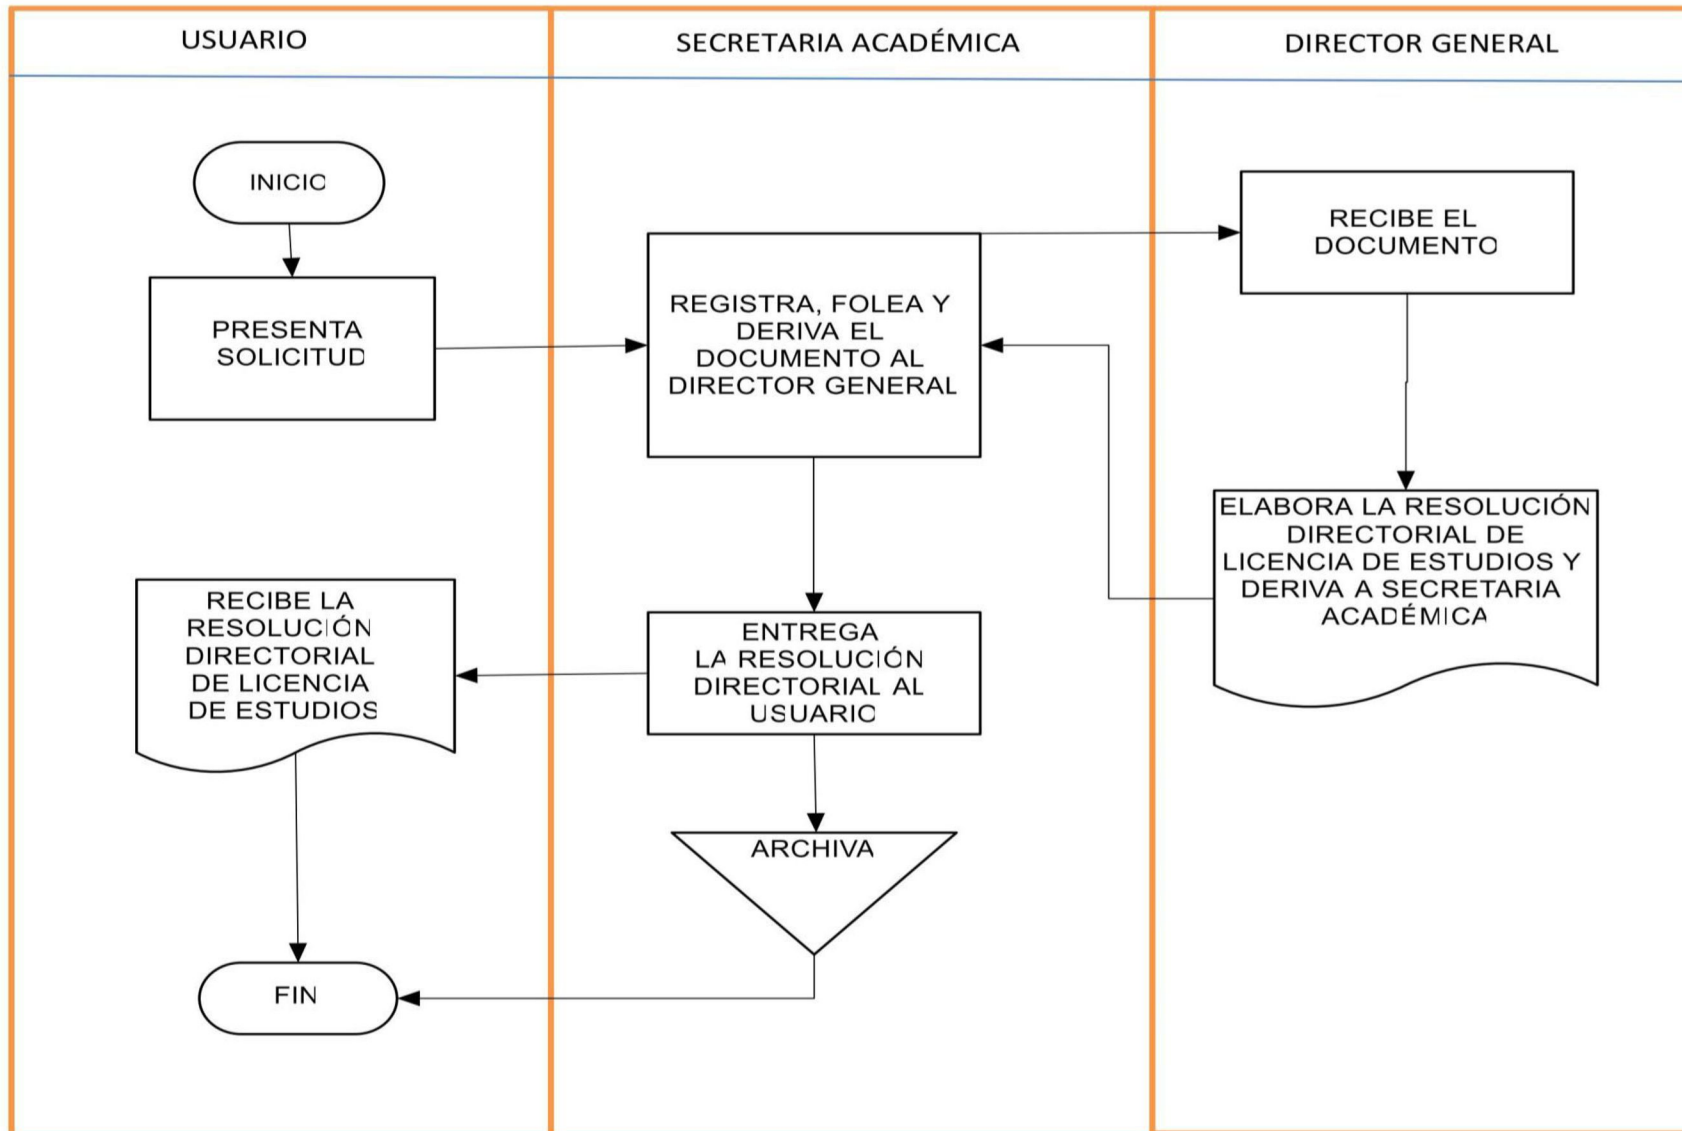 USUARIO
SECRETARIA ACADÉMICA
DIRECTOR GENERAL
INICIO
PRESENTA
SOLICITUD
REGISTRA, FOLEA Y
DERIVA EL
DOCUMENTO AL
DIRECTOR GENERAL
RECIBE EL
DOCUMENTO
ELABORA LA RESOLUCIÓN
DIRECTORIAL DE
LICENCIA DE ESTUDIOS Y
DERIVA A SECRETARIA
ACADÉMICA
ENTREGA
LA RESOLUCIÓN
DIRECTORIAL AL
USUARIO
RECIBE LA
RESOLUCIÓN
DIRECTORIAL
DE LICENCIA
DE ESTUDIOS
ARCHIVA
FIN